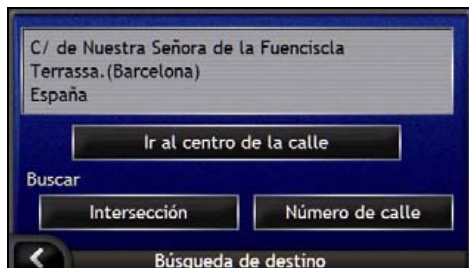 C/ de Nuestra Señora de la Fuenciscla
Terrassa.(Barcelona)
España
Ir al centro de la calle
Buscar
Intersección
Número de calle
Búsqueda de destino